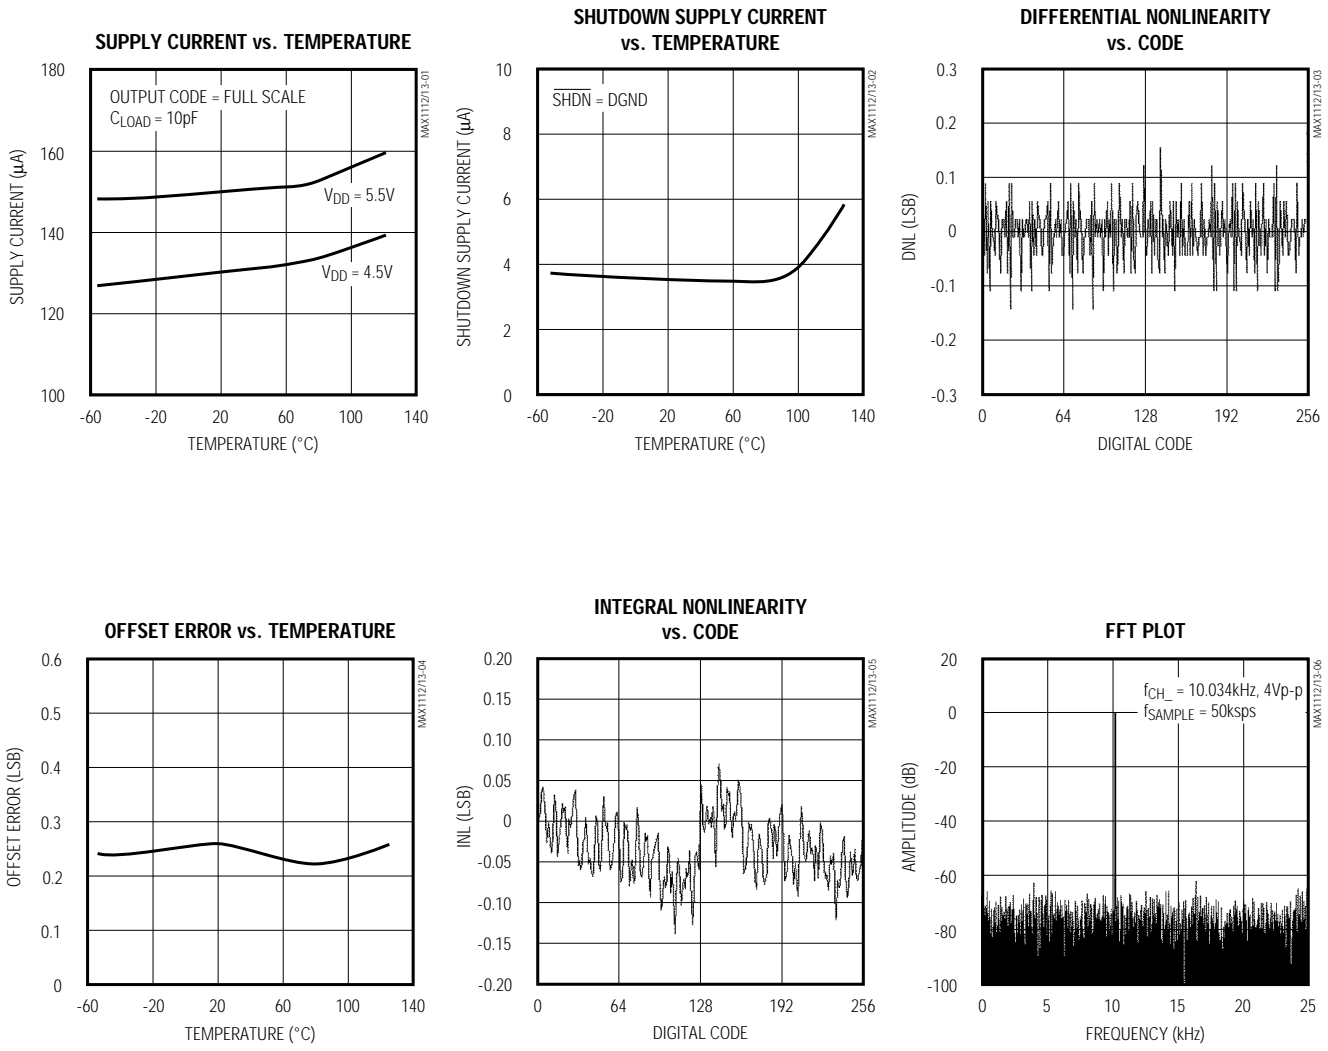 SUPPLY CURRENT vs. TEMPERATURE
180
160
140
120
100
SUPPLY CURRENT (µA)
OUTPUT CODE = FULL SCALE
CLOAD = 10pF
VDD = 5.5V
VDD = 4.5V
-60 -20 20 60 100 140
TEMPERATURE (°C)
MAX1112/13-01
SHUTDOWN SUPPLY CURRENT
vs. TEMPERATURE
10
8
6
4
2
0
SHUTDOWN SUPPLY CURRENT (µA)
SHDN = DGND
-60 -20 20 60 100 140
TEMPERATURE (°C)
MAX1112/13-02
DIFFERENTIAL NONLINEARITY
vs. CODE
0.3
0.2
0.1
0
-0.1
-0.2
-0.3
DNL (LSB)
0 64 128 192 256
DIGITAL CODE
MAX1112/13-03
OFFSET ERROR vs. TEMPERATURE
0.6
0.5
0.4
0.3
0.2
0.1
0
OFFSET ERROR (LSB)
-60 -20 20 60 100 140
TEMPERATURE (°C)
MAX1112/13-04
INTEGRAL NONLINEARITY
vs. CODE
0.20
0.15
0.10
0.05
0
-0.05
-0.10
-0.15
-0.20
INL (LSB)
0 64 128 192 256
DIGITAL CODE
MAX1112/13-05
FFT PLOT
20
0
-20
-40
-60
-80
-100
AMPLITUDE (dB)
fCH_ = 10.034kHz, 4Vp-p
fSAMPLE = 50ksps
0 5 10 15 20 25
FREQUENCY (kHz)
MAX1112/13-06